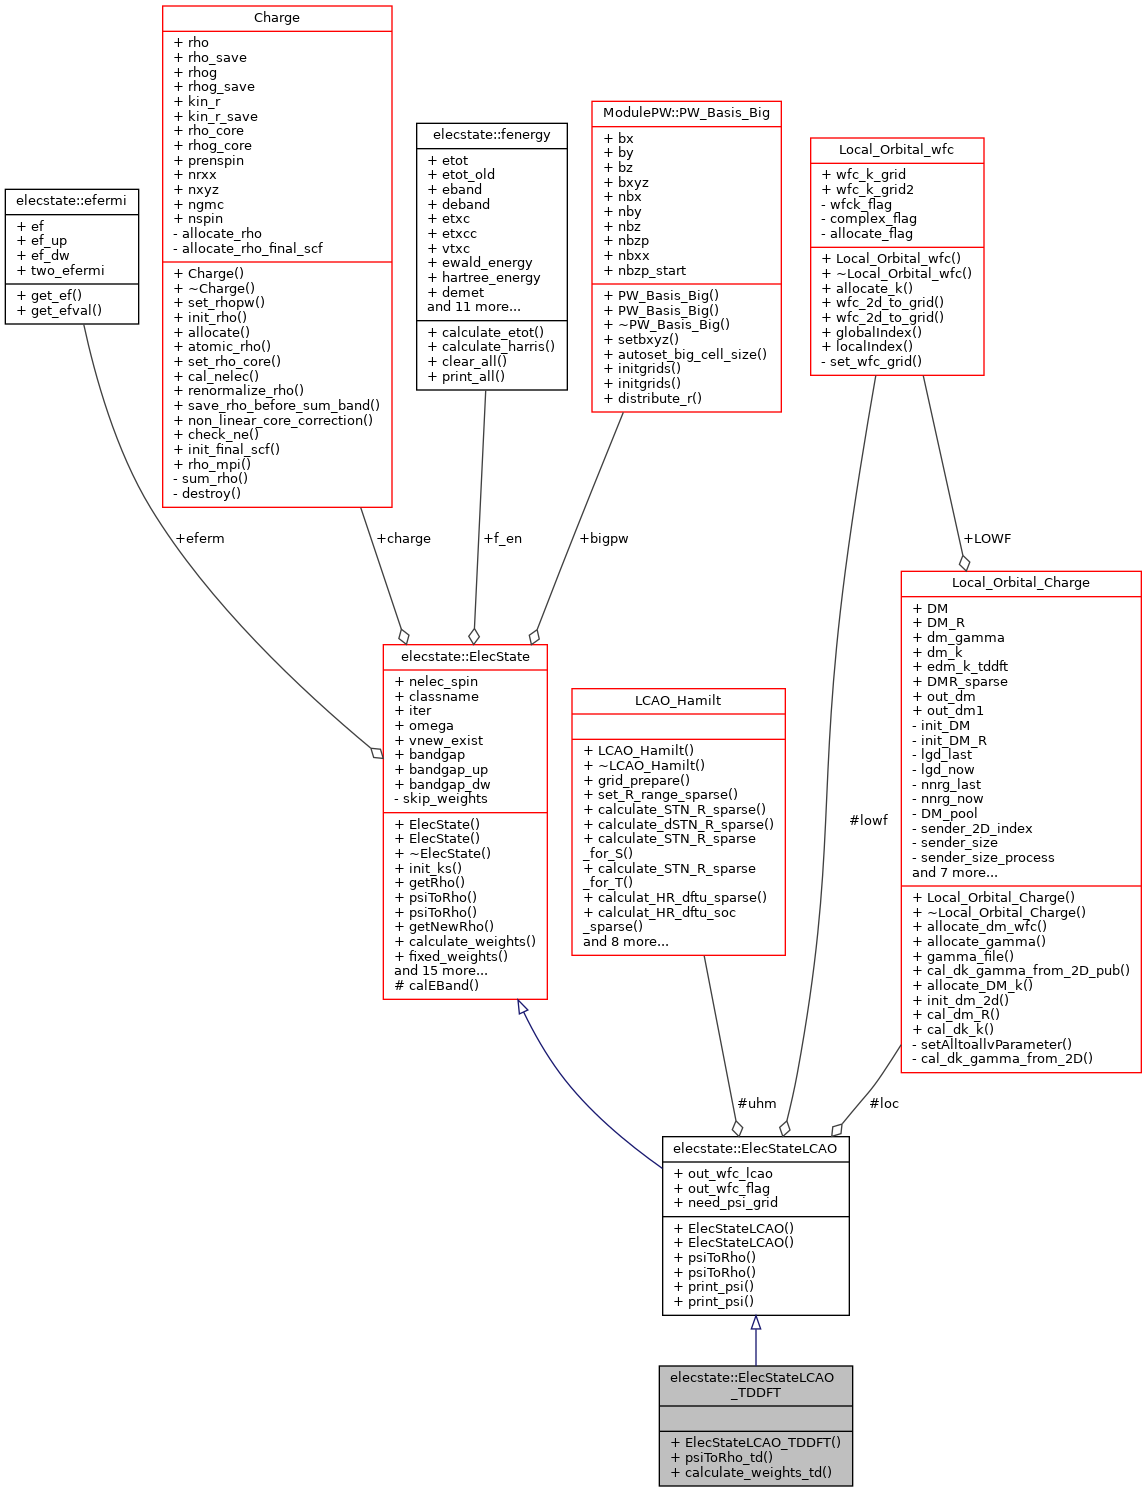 Charge
+ rho
+ rho_save
+ rhog
+ rhog_save
+ kin_r
+ kin_r_save
+ rho_core
+ rhog_core
+ prenspin
+ nrxx
+ nxyz
+ ngmc
+ nspin
- allocate_rho
- allocate_rho_final_scf
+ Charge()
+ ~Charge()
+ set_rhopw()
+ init_rho()
+ allocate()
+ atomic_rho()
+ set_rho_core()
+ cal_nelec()
+ renormalize_rho()
+ save_rho_before_sum_band()
+ non_linear_core_correction()
+ check_ne()
+ init_final_scf()
+ rho_mpi()
- sum_rho()
- destroy()
elecstate::efermi
+ ef
+ ef_up
+ ef_dw
+ two_efermi
+ get_ef()
+ get_efval()
elecstate::fenergy
+ etot
+ etot_old
+ eband
+ deband
+ etxc
+ etxcc
+ vtxc
+ ewald_energy
+ hartree_energy
+ demet
and 11 more...
+ calculate_etot()
+ calculate_harris()
+ clear_all()
+ print_all()
ModulePW::PW_Basis_Big
+ bx
+ by
+ bz
+ bxyz
+ nbx
+ nby
+ nbz
+ nbzp
+ nbxx
+ nbzp_start
+ PW_Basis_Big()
+ PW_Basis_Big()
+ ~PW_Basis_Big()
+ setbxyz()
+ autoset_big_cell_size()
+ initgrids()
+ initgrids()
+ distribute_r()
Local_Orbital_wfc
+ wfc_k_grid
+ wfc_k_grid2
- wfck_flag
- complex_flag
- allocate_flag
+ Local_Orbital_wfc()
+ ~Local_Orbital_wfc()
+ allocate_k()
+ wfc_2d_to_grid()
+ wfc_2d_to_grid()
+ globalIndex()
+ localIndex()
- set_wfc_grid()
+eferm
+charge
+f_en
+bigpw
+LOWF
Local_Orbital_Charge
+ DM
+ DM_R
+ dm_gamma
+ dm_k
+ edm_k_tddft
+ DMR_sparse
+ out_dm
+ out_dm1
- init_DM
- init_DM_R
- lgd_last
- lgd_now
- nnrg_last
- nnrg_now
- DM_pool
- sender_2D_index
- sender_size
- sender_size_process
and 7 more...
+ Local_Orbital_Charge()
+ ~Local_Orbital_Charge()
+ allocate_dm_wfc()
+ allocate_gamma()
+ gamma_file()
+ cal_dk_gamma_from_2D_pub()
+ allocate_DM_k()
+ init_dm_2d()
+ cal_dm_R()
+ cal_dk_k()
- setAlltoallvParameter()
- cal_dk_gamma_from_2D()
elecstate::ElecState
+ nelec_spin
+ classname
+ iter
+ omega
+ vnew_exist
+ bandgap
+ bandgap_up
+ bandgap_dw
- skip_weights
+ ElecState()
+ ElecState()
+ ~ElecState()
+ init_ks()
+ getRho()
+ psiToRho()
+ psiToRho()
+ getNewRho()
+ calculate_weights()
+ fixed_weights()
and 15 more...
# calEBand()
LCAO_Hamilt
+ LCAO_Hamilt()
+ ~LCAO_Hamilt()
+ grid_prepare()
+ set_R_range_sparse()
+ calculate_STN_R_sparse()
+ calculate_dSTN_R_sparse()
+ calculate_STN_R_sparse
_for_S()
+ calculate_STN_R_sparse
_for_T()
+ calculat_HR_dftu_sparse()
+ calculat_HR_dftu_soc
_sparse()
and 8 more...
#lowf
#uhm
#loc
elecstate::ElecStateLCAO
+ out_wfc_lcao
+ out_wfc_flag
+ need_psi_grid
+ ElecStateLCAO()
+ ElecStateLCAO()
+ psiToRho()
+ psiToRho()
+ print_psi()
+ print_psi()
elecstate::ElecStateLCAO
_TDDFT
+ ElecStateLCAO_TDDFT()
+ psiToRho_td()
+ calculate_weights_td()